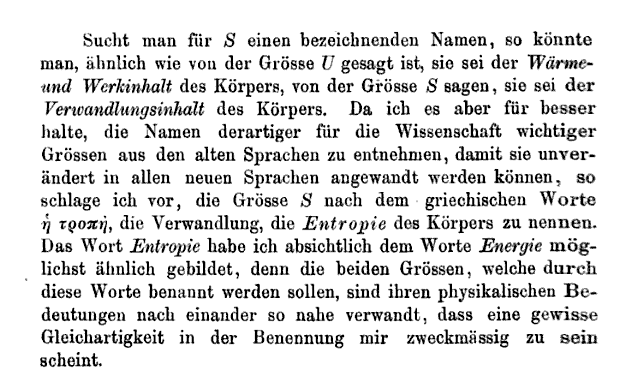 Sucht man für S einen bezeichnenden Namen, so könnte
man, ähnlich wie von der Grösse U gesagt ist, sie sei der Wärme-
und Werkinhalt des Körpers, von der Grösse S sagen, sie sei der
Verwandlungsinhalt des Körpers. Da ich es aber für besser
halte, die Namen derartiger für die Wissenschaft wichtiger
Grössen aus den alten Sprachen zu entnehmen, damit sie unver-
ändert in allen neuen Sprachen angewandt werden können, so
schlage ich vor, die Grösse S nach dem griechischen Worte
ἡ τροπή, die Verwandlung, die Entropie des Körpers zu nennen.
Das Wort Entropie habe ich absichtlich dem Worte Energie mög-
lichst ähnlich gebildet, denn die beiden Grössen, welche durch
diese Worte benannt werden sollen, sind ihren physikalischen Be-
deutungen nach einander so nahe verwandt, dass eine gewisse
Gleichartigkeit in der Benennung mir zweckmässig zu sein
scheint.